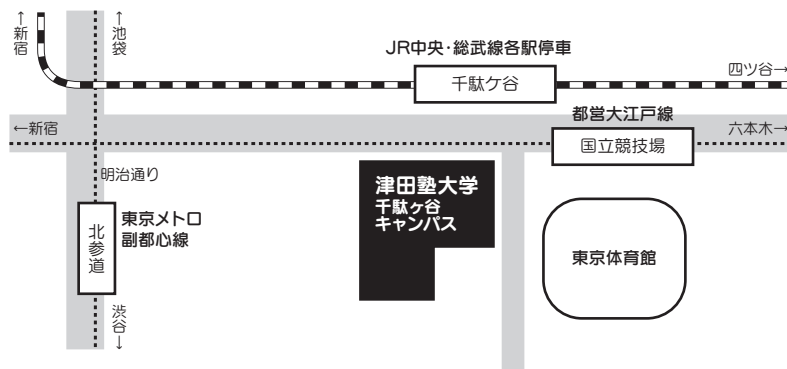 ←新宿
←池袋
JR中央・総武線各駅停車
千駄ケ谷
四ツ谷→
都営大江戸線
←新宿
国立競技場
六本木→
明治通り
津田塾大学
千駄ヶ谷
キャンパス
北参道
東京メトロ
副都心線
東京体育館
渋谷→